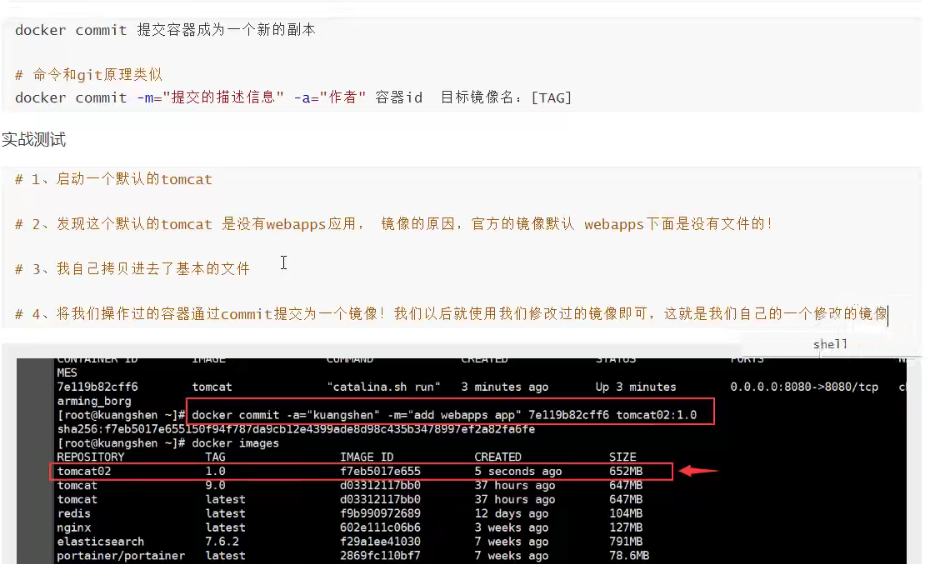 docker commit 提交容器成为一个新的副本
# 命令和git原理类似
docker commit -m="提交的描述信息" -a="作者" 容器id 目标镜像名：[TAG]
实战测试
# 1、启动一个默认的tomcat
# 2、发现这个默认的tomcat 是没有webapps应用， 镜像的原因，官方的镜像默认 webapps下面是没有文件的！
# 3、我自己拷贝进去了基本的文件
# 4、将我们操作过的容器通过commit提交为一个镜像！我们以后就使用我们修改过的镜像即可，这就是我们自己的一个修改的镜像
shell
CONTAINER ID IMAGE COMMAND CREATED STATUS PORTS
MES
7e119b82cff6 tomcat "catalina.sh run" 3 minutes ago Up 3 minutes 0.0.0.0:8080->8080/tcp
arming_borg
[root@kuangshen ~]# docker commit -a="kuangshen" -m="add webapps app" 7e119b82cff6 tomcat02:1.0
sha256:f7eb5017e655150f94f787da9cb12e4399ade8d98c435b3478997ef2a82fa6fe
[root@kuangshen ~]# docker images
REPOSITORY TAG IMAGE ID CREATED SIZE
tomcat02 1.0 f7eb5017e655 5 seconds ago 652MB
tomcat 9.0 d03312117bb0 37 hours ago 647MB
tomcat latest d03312117bb0 37 hours ago 647MB
redis latest f9b990972689 12 days ago 104MB
nginx latest 602e111c06b6 3 weeks ago 127MB
elasticsearch 7.6.2 f29a1ee41030 7 weeks ago 791MB
portainer/portainer latest 2869fc110bf7 7 weeks ago 78.6MB